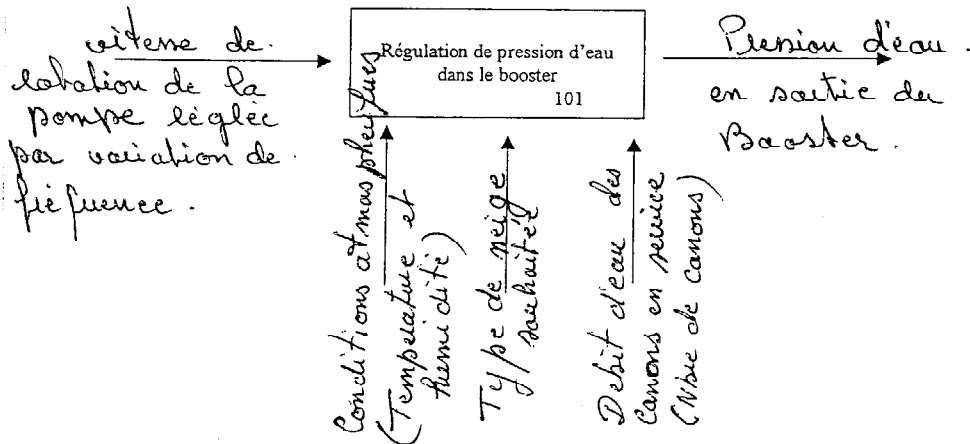 vitesse de
rotation de la
pompe réglée
par variation de
fréquence.
Régulation de pression d'eau
dans le booster
101
Pression d'eau.
en sortie du
Booster.
Conditions atmosphériques
(Température et
humidité)
Type de neige
souhaitée
Débit d'eau des
canons en service
(Nbre de canons)